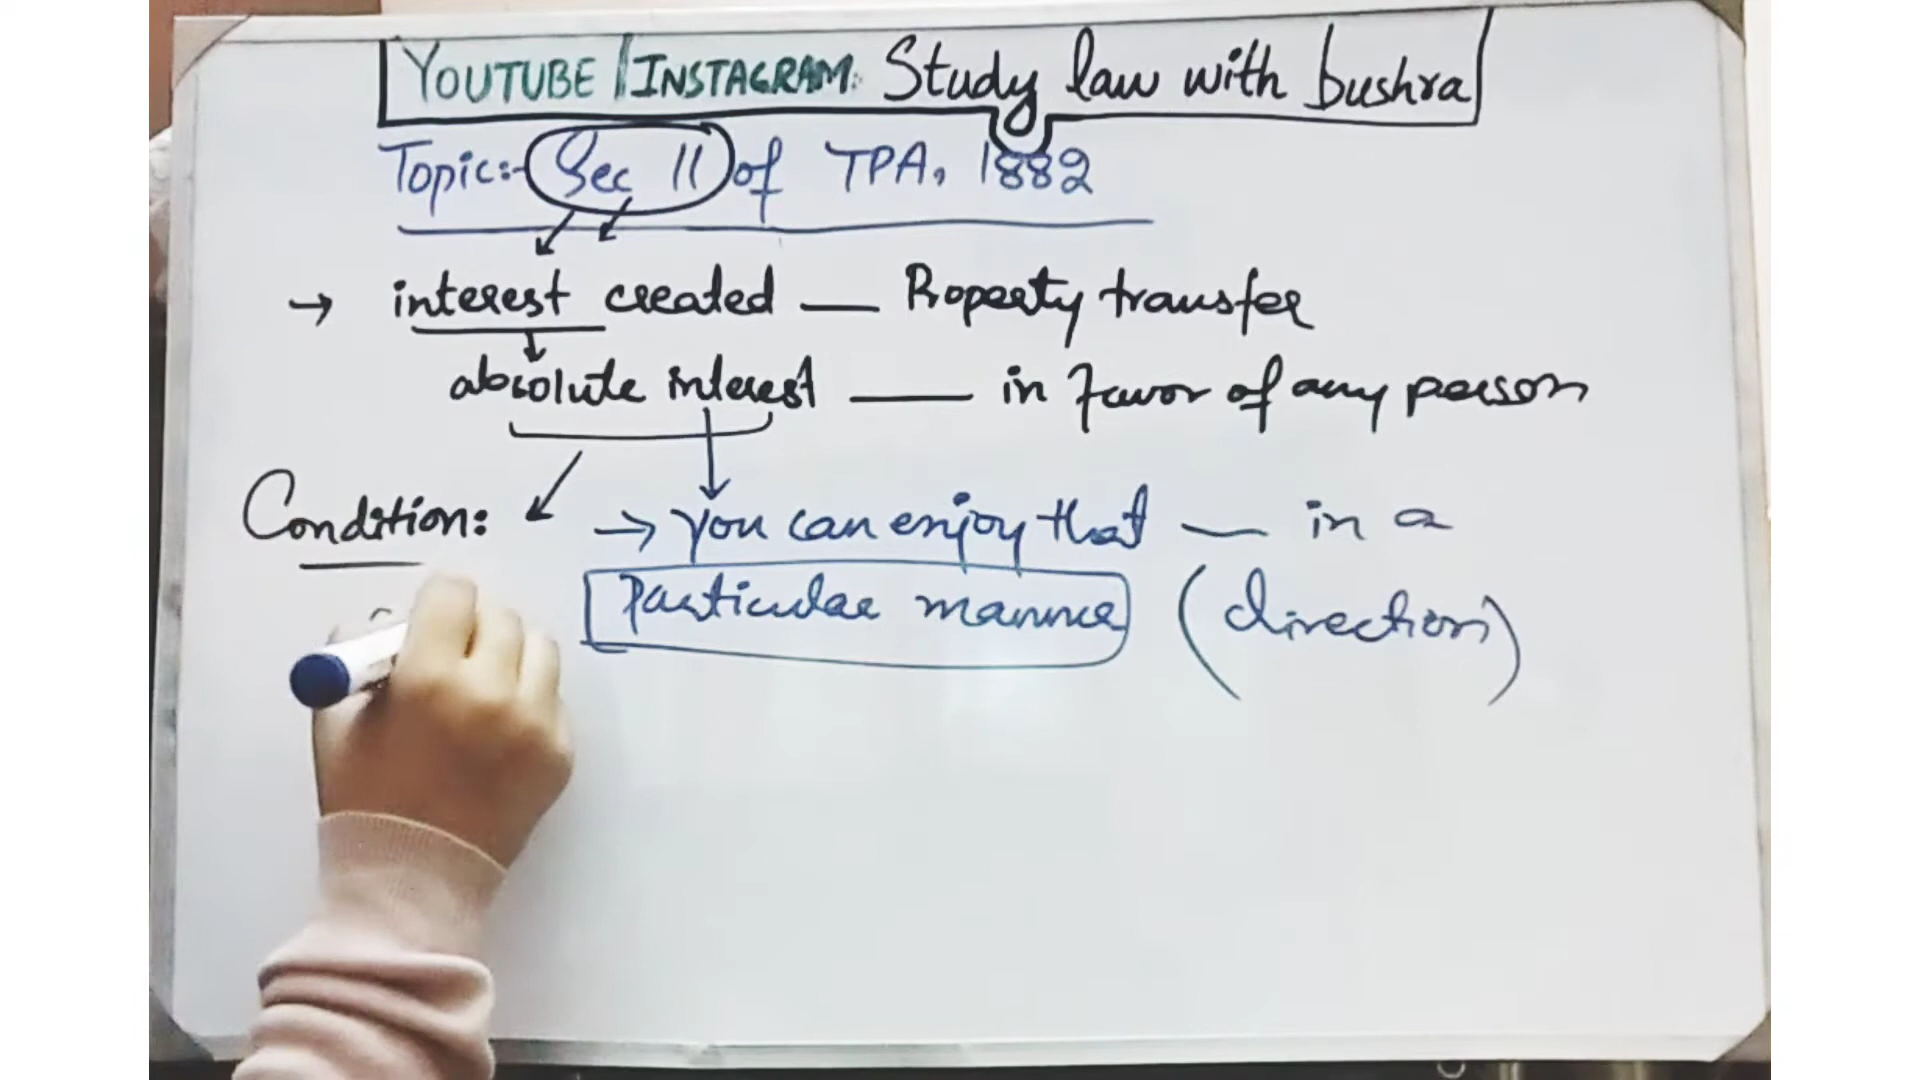 YOUTUBE / INSTAGRAM: Study law with bushra
Topic:- Sec 11 of TPA, 1882
→ interest created — Property transfer
absolute interest — in favor of any person
Condition:
→ you can enjoy that — in a
Particular manner (direction)